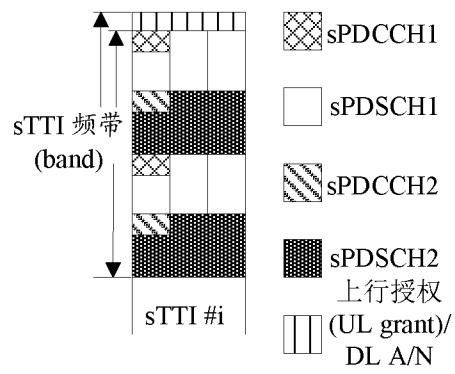 sTTI 频带
(band)
sTTI #i
sPDCCH1
sPDSCH1
sPDCCH2
sPDSCH2
上行授权
(UL grant)/
DL A/N